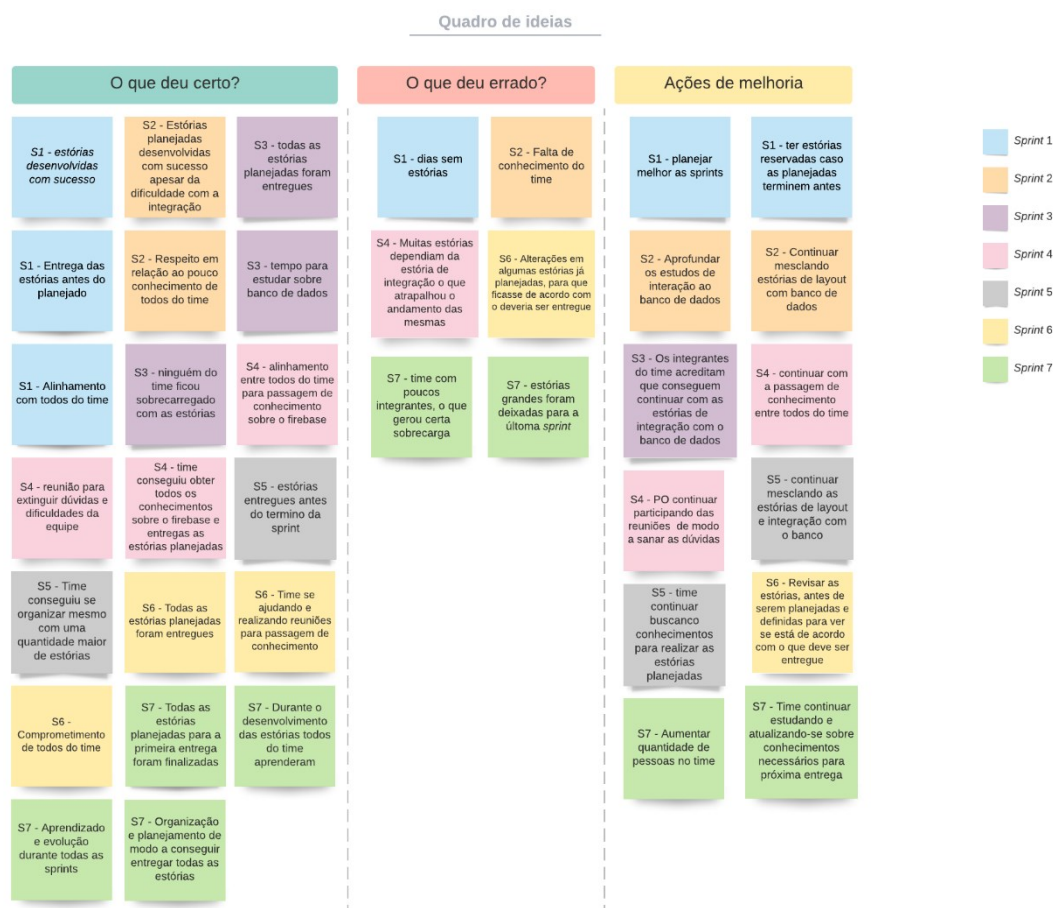 Quadro de ideias
O que deu certo?
S1 - estórias
desenvolvidas
com sucesso
S2 - Estórias
planejadas
desenvolvidas
com sucesso
apesar da
dificuldade com a
integração
S3 - todas as
estórias
planejadas foram
entregues
S1 - Entrega das
estórias antes do
planejado
S2 - Respeito em
relação ao pouco
conhecimento de
todos do time
S3 - tempo para
estudar sobre
banco de dados
S1 - Alinhamento
com todos do time
S3 - ninguém do
time ficou
sobrecarregado
com as estórias
S4 - alinhamento
entre todos do time
para passagem de
conhecimento
sobre o firebase
S4 - reunião para
extinguir dúvidas e
dificuldades da
equipe
S4 - time
conseguiu obter
todos os
conhecimentos
sobre o firebase e
entregas as
estórias planejadas
S5 - estórias
entregues antes
do termino da
sprint
S5 - Time
conseguiu se
organizar mesmo
com uma
quantidade maior
de estórias
S6 - Todas as
estórias planejadas
foram entregues
S6 - Time se
ajudando e
realizando reuniões
para passagem de
conhecimento
S6 -
Comprometimento
de todos do time
S7 - Todas as
estórias
planejadas para a
primeira entrega
foram finalizadas
S7 - Durante o
desenvolvimento
das estórias todos
do time
aprenderam
S7 - Aprendizado
e evolução
durante todas as
sprints
S7 - Organização
e planejamento de
modo a conseguir
entregar todas as
estórias
O que deu errado?
S1 - dias sem
estórias
S2 - Falta de
conhecimento do
time
S4 - Muitas estórias
dependiam da
estória de
integração o que
atrapalhou o
andamento das
mesmas
S6 - Alterações em
algumas estórias já
planejadas, para que
ficasse de acordo com
o deveria ser entregue
S7 - time com
poucos
integrantes, o que
gerou certa
sobrecarga
S7 - estórias
grandes foram
deixadas para a
últoma sprint
Ações de melhoria
S1 - planejar
melhor as sprints
S1 - ter estórias
reservadas caso
as planejadas
terminem antes
S2 - Aprofundar
os estudos de
interação ao
banco de dados
S2 - Continuar
mesclando
estórias de layout
com banco de
dados
S3 - Os integrantes
do time acreditam
que conseguem
continuar com as
estórias de
integração com o
banco de dados
S4 - continuar com
a passagem de
conhecimento
entre todos do time
S4 - PO continuar
participando das
reuniões de modo
a sanar as dúvidas
S5 - continuar
mesclando as
estórias de layout
e integração com
o banco
S5 - time
continuar
buscanco
conhecimentos
para realizar as
estórias
planejadas
S6 - Revisar as
estórias, antes de
serem planejadas e
definidas para ver
se está de acordo
com o que deve ser
entregue
S7 - Aumentar
quantidade de
pessoas no time
S7 - Time continuar
estudando e
atualizando-se sobre
conhecimentos
necessários para
próxima entrega
Sprint 1
Sprint 2
Sprint 3
Sprint 4
Sprint 5
Sprint 6
Sprint 7